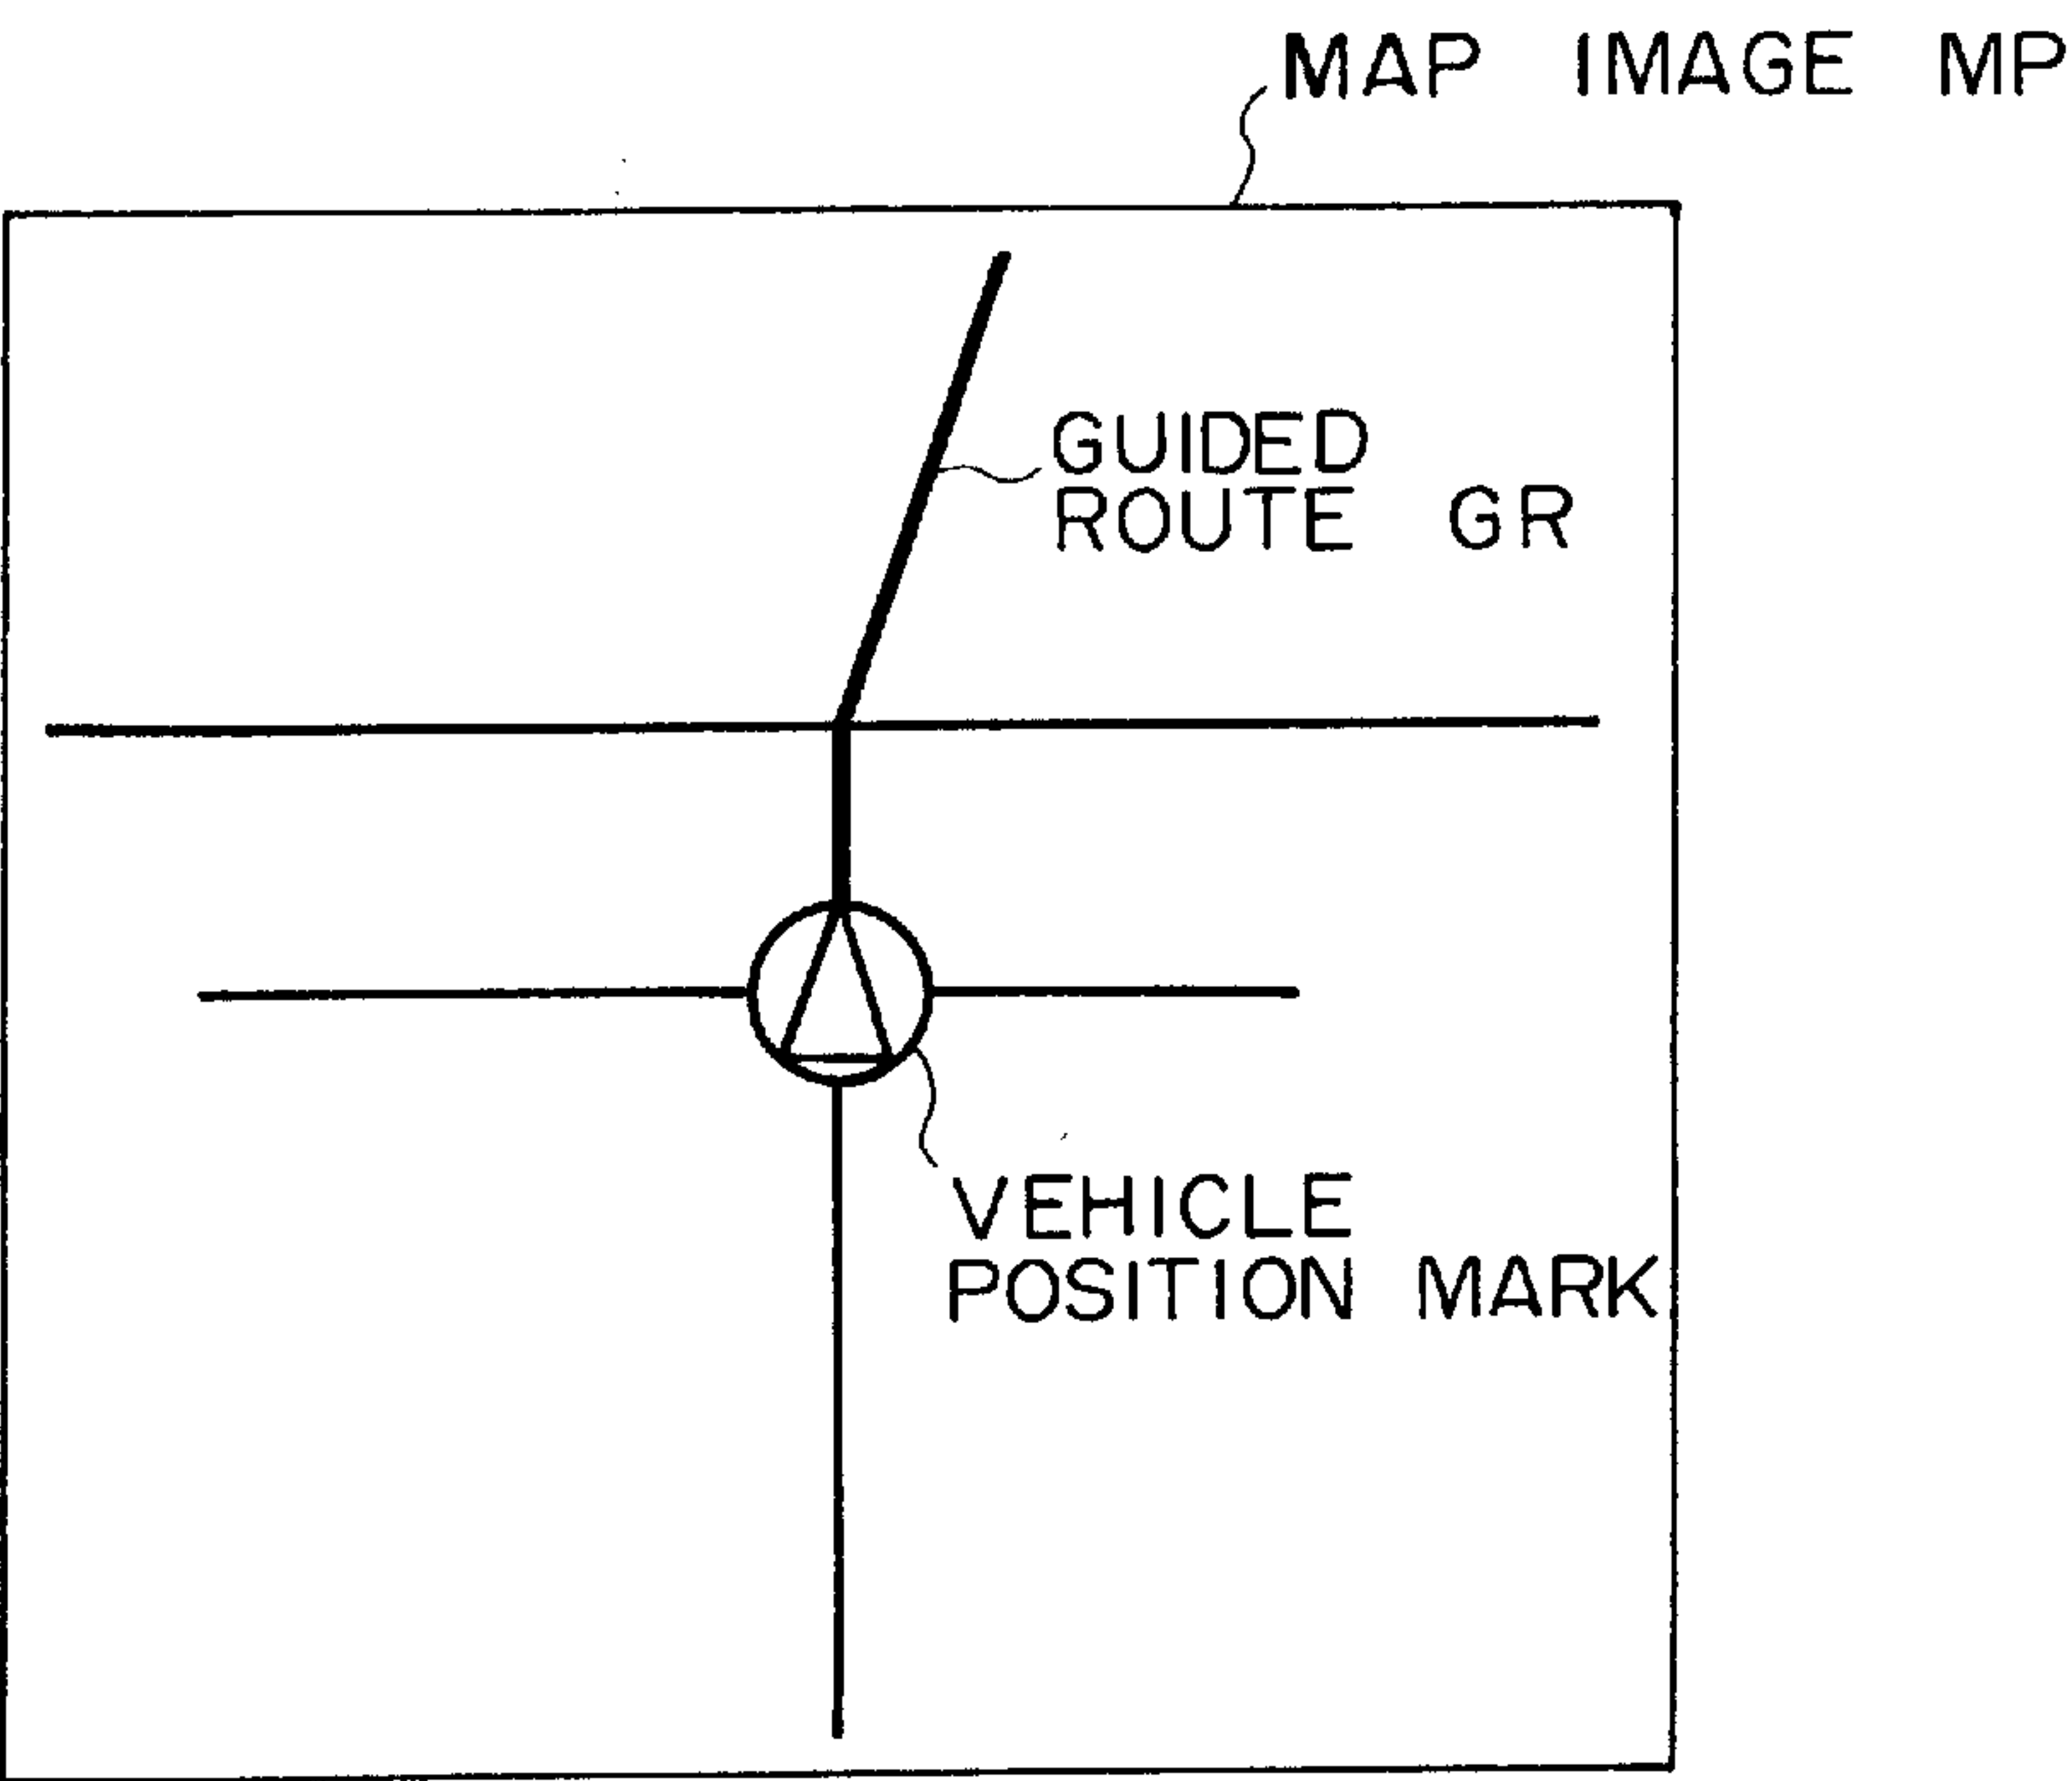 MAP IMAGE MP
GUIDED
ROUTE GR
VEHICLE
POSITION MARK